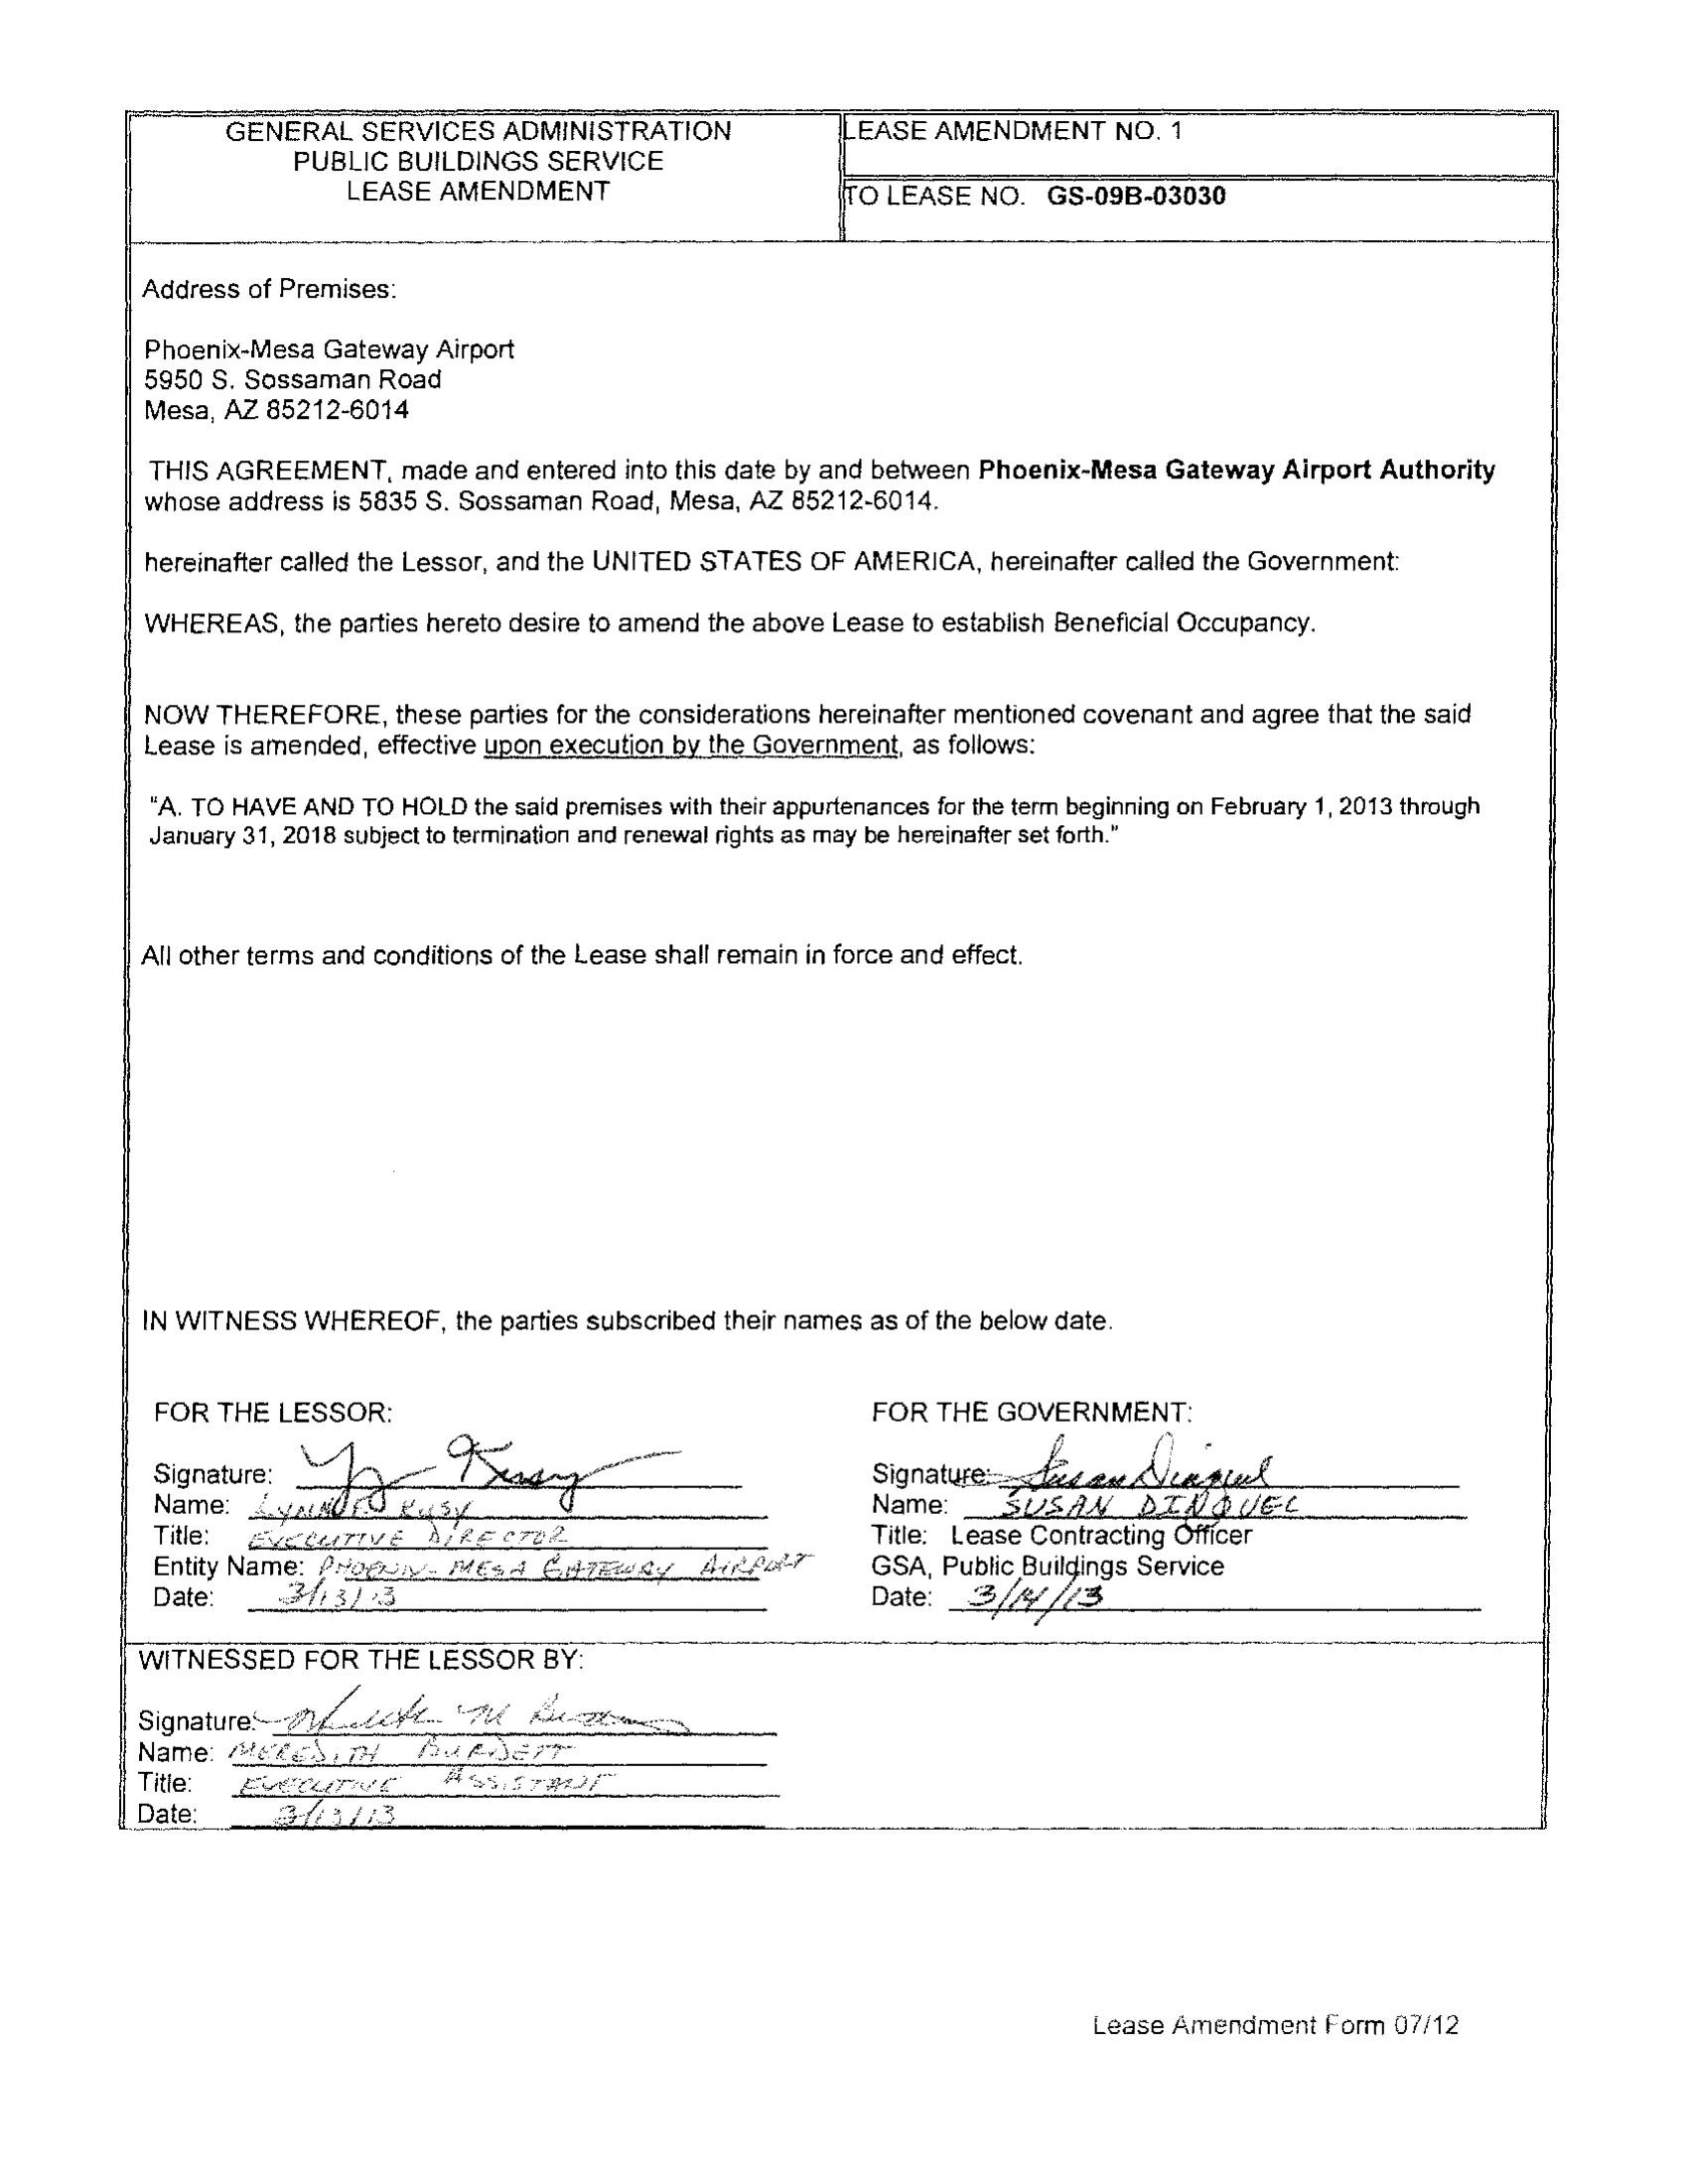 GENERAL SERVICES ADMINISTRATION
PUBLIC BUILDINGS SERVICE
LEASE AMENDMENT
LEASE AMENDMENT NO. 1
TO LEASE NO. GS-09B-03030
Address of Premises:
Phoenix-Mesa Gateway Airport
5950 S. Sossaman Road
Mesa, AZ 85212-6014
THIS AGREEMENT, made and entered into this date by and between Phoenix-Mesa Gateway Airport Authority
whose address is 5835 S. Sossaman Road, Mesa, AZ 85212-6014.
hereinafter called the Lessor, and the UNITED STATES OF AMERICA, hereinafter called the Government:
WHEREAS, the parties hereto desire to amend the above Lease to establish Beneficial Occupancy.
NOW THEREFORE, these parties for the considerations hereinafter mentioned covenant and agree that the said
Lease is amended, effective upon execution by the Government, as follows:
"A. TO HAVE AND TO HOLD the said premises with their appurtenances for the term beginning on February 1, 2013 through
January 31, 2018 subject to termination and renewal rights as may be hereinafter set forth."
All other terms and conditions of the Lease shall remain in force and effect.
IN WITNESS WHEREOF, the parties subscribed their names as of the below date.
FOR THE LESSOR:
Signature:
Name: LYNN F. KUSY
Title: EXECUTIVE DIRECTOR
Entity Name: PHOENIX-MESA GATEWAY AIRPORT
Date: 3/13/13
FOR THE GOVERNMENT:
Signature: Susan Dinquel
Name: SUSAN DINQUEL
Title: Lease Contracting Officer
GSA, Public Buildings Service
Date: 3/14/13
WITNESSED FOR THE LESSOR BY:
Signature:
Name: MEREDITH BURDETT
Title: EXECUTIVE ASSISTANT
Date: 3/13/13
Lease Amendment Form 07/12